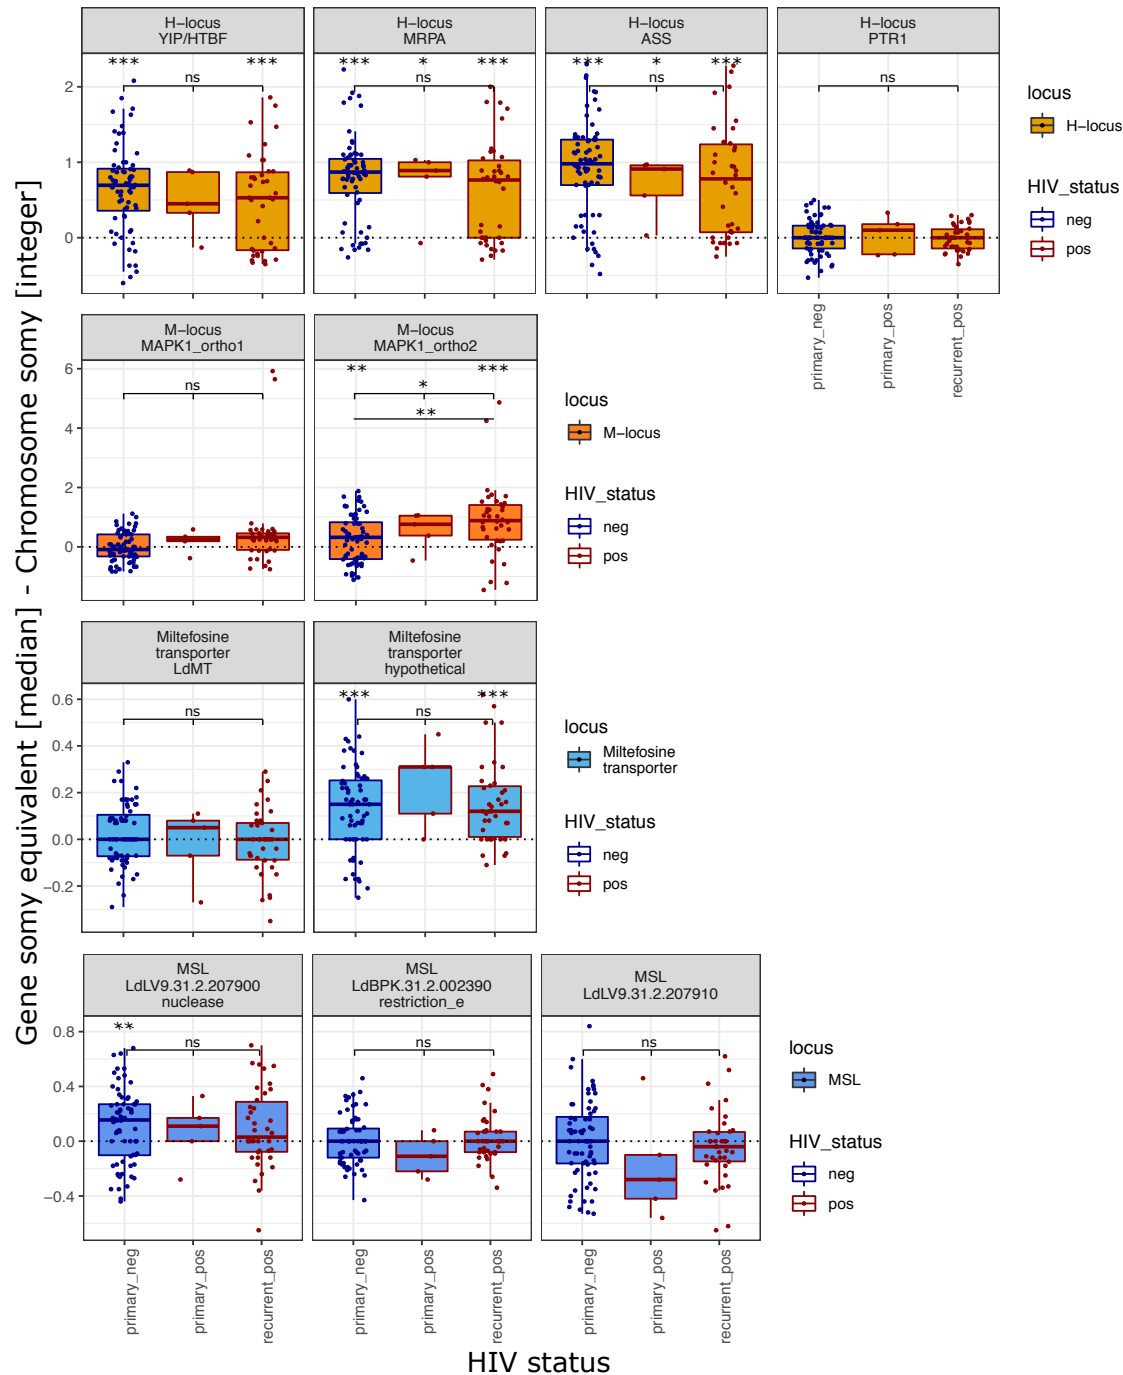 Gene somy equivalent [median] - Chromosome somy [integer]
H-locus
YIP/HTBF
H-locus
MRPA
H-locus
ASS
H-locus
PTR1
*** ***
ns
*** * ***
ns
*** * ***
ns
ns
2
1
0
primary_neg
primary_pos
recurrent_pos
locus
H-locus
HIV_status
neg
pos
M-locus
MAPK1_ortho1
M-locus
MAPK1_ortho2
ns
** ***
*
**
6
4
2
0
locus
M-locus
HIV_status
neg
pos
Miltefosine
transporter
LdMT
Miltefosine
transporter
hypothetical
ns
*** ***
ns
0.6
0.4
0.2
0.0
−0.2
locus
Miltefosine
transporter
HIV_status
neg
pos
MSL
LdLV9.31.2.207900
nuclease
MSL
LdBPK.31.2.002390
restriction_e
MSL
LdLV9.31.2.207910
**
ns
ns
ns
0.8
0.4
0.0
−0.4
primary_neg
primary_pos
recurrent_pos
primary_neg
primary_pos
recurrent_pos
primary_neg
primary_pos
recurrent_pos
locus
MSL
HIV_status
neg
pos
HIV status